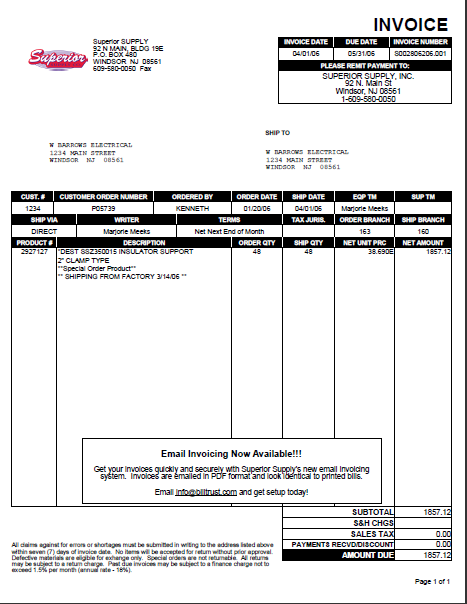 INVOICE
Superior
Superior SUPPLY
92 N MAIN, BLDG 19E
P.O. BOX 480
WINDSOR NJ 08561
609-580-0050 Fax
INVOICE DATE DUE DATE INVOICE NUMBER
04/01/06 05/31/06 S002806206.001
PLEASE REMIT PAYMENT TO:
SUPERIOR SUPPLY, INC.
92 N. Main St
Windsor, NJ 08561
1-609-580-0050
SHIP TO
W BARROWS ELECTRICAL
1234 MAIN STREET
WINDSOR NJ 08561
W BARROWS ELECTRICAL
1234 MAIN STREET
WINDSOR NJ 08561
CUST. # CUSTOMER ORDER NUMBER ORDERED BY ORDER DATE SHIP DATE EQP TM SUP TM
1234 P05739 KENNETH 01/20/06 04/01/06 Marjorie Meeks
SHIP VIA WRITER TERMS TAX JURIS. ORDER BRANCH SHIP BRANCH
DIRECT Marjorie Meeks Net Next End of Month 163 160
PRODUCT # DESCRIPTION ORDER QTY SHIP QTY NET UNIT PRC NET AMOUNT
2927127 *DEST SSZ350015 INSULATOR SUPPORT 48 48 38.690E 1857.12
2" CLAMP TYPE
**Special Order Product**
** SHIPPING FROM FACTORY 3/14/06 **
Email Invoicing Now Available!!!
Get your invoices quickly and securely with Superior Supply's new email invoicing
system. Invoices are emailed in PDF format and look identical to printed bills.
Email info@billtrust.com and get setup today!
SUBTOTAL 1857.12
S&H CHGS
SALES TAX 0.00
PAYMENTS RECVD/DISCOUNT 0.00
AMOUNT DUE 1857.12
All claims against for errors or shortages must be submitted in writing to the address listed above
within seven (7) days of invoice date. No items will be accepted for return without prior approval.
Defective materials are eligible for exhange only. Special orders are not returnable. All returns
may be subject to a return charge. Past due invoices may be subject to a finance charge not to
exceed 1.5% per month (annual rate - 18%).
Page 1 of 1